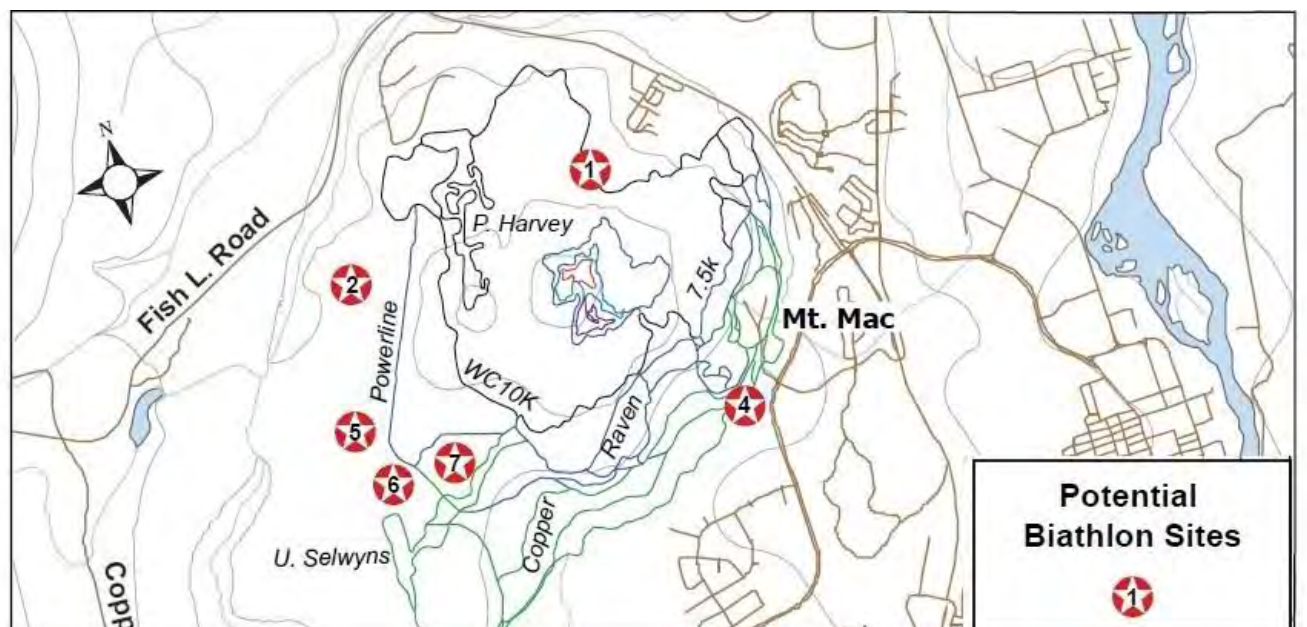 N
1
P. Harvey
Fish L. Road
2
7.5k
Powerline
Mt. Mac
WC10K
4
Raven
5
7
6
Copper
U. Selwyns
Copp
Potential
Biathlon Sites
1